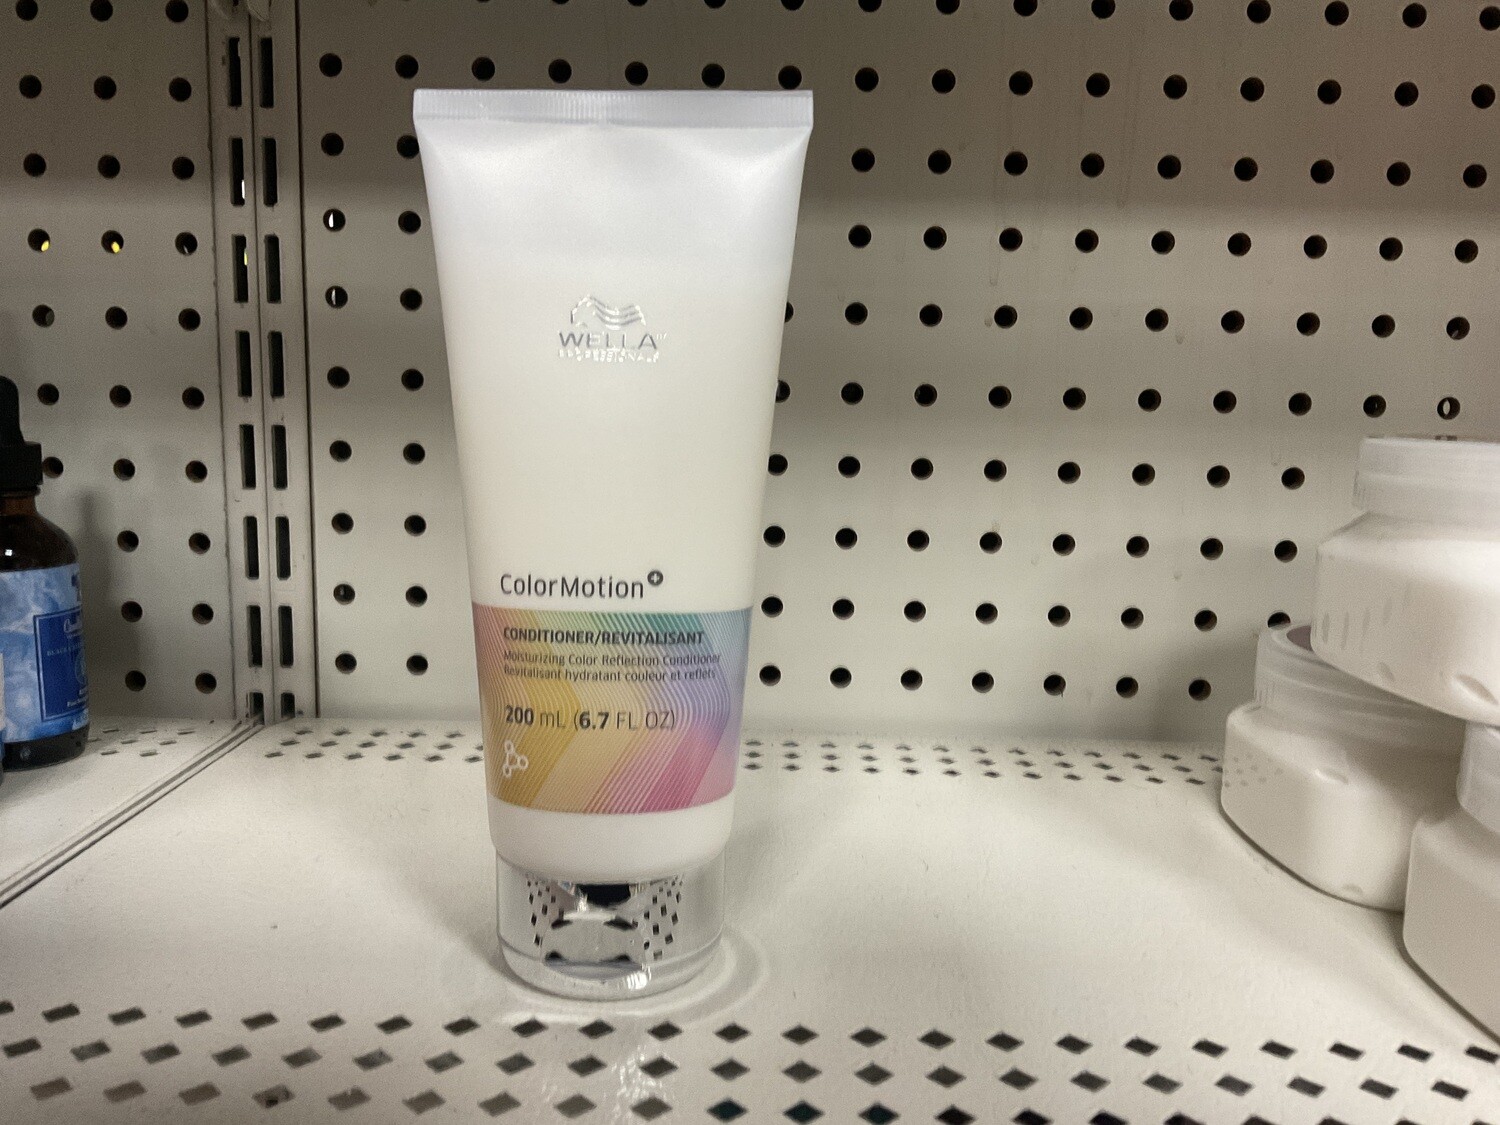 WELLA
PROFESSIONALS
ColorMotion+
CONDITIONER/REVITALISANT
Moisturizing Color Reflection Conditioner
Revitalisant hydratant couleur et reflets
200 mL (6.7 FL OZ)